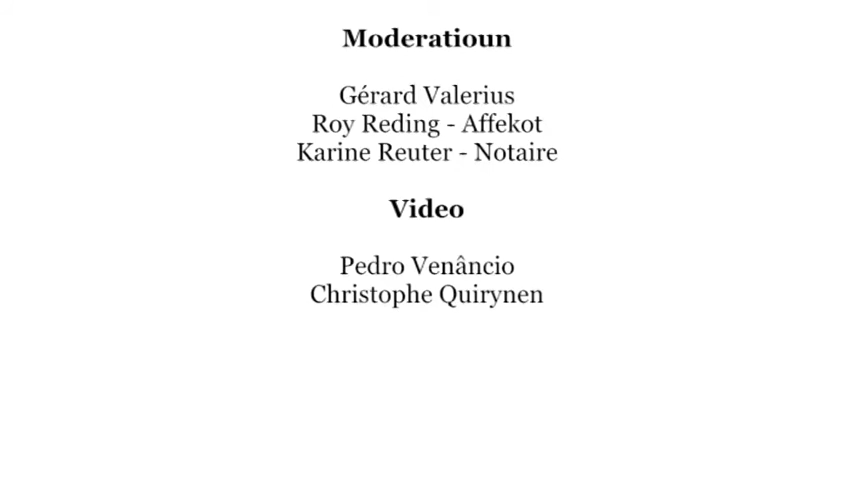 Moderatioun
Gérard Valerius
Roy Reding - Affekot
Karine Reuter - Notaire
Video
Pedro Venâncio
Christophe Quirynen